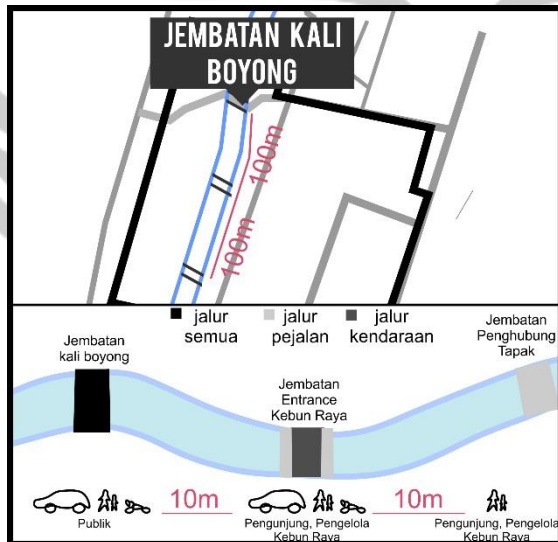 JEMBATAN KALI
BOYONG
100m
100m
jalur
semua
jalur
pejalan
jalur
kendaraan
Jembatan
kali boyong
Jembatan
Entrance
Kebun Raya
Jembatan
Penghubung
Tapak
10m
10m
Publik
Pengunjung, Pengelola
Kebun Raya
Pengunjung, Pengelola
Kebun Raya